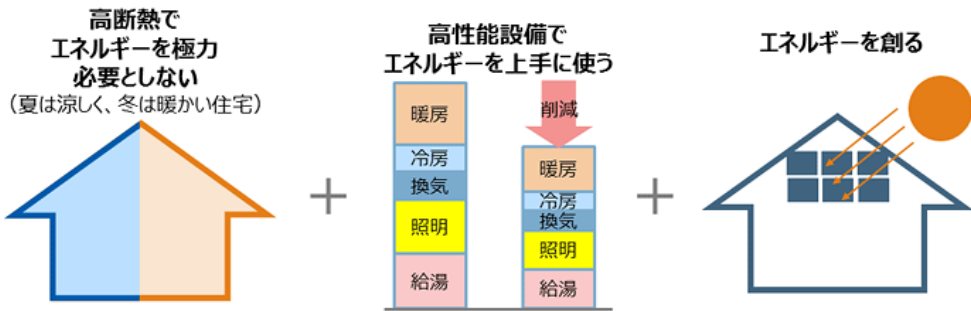 高断熱で
エネルギーを極力
必要としない
（夏は涼しく、冬は暖かい住宅）
高性能設備で
エネルギーを上手に使う
暖房
冷房
換気
照明
給湯
削減
暖房
冷房
換気
照明
給湯
エネルギーを創る